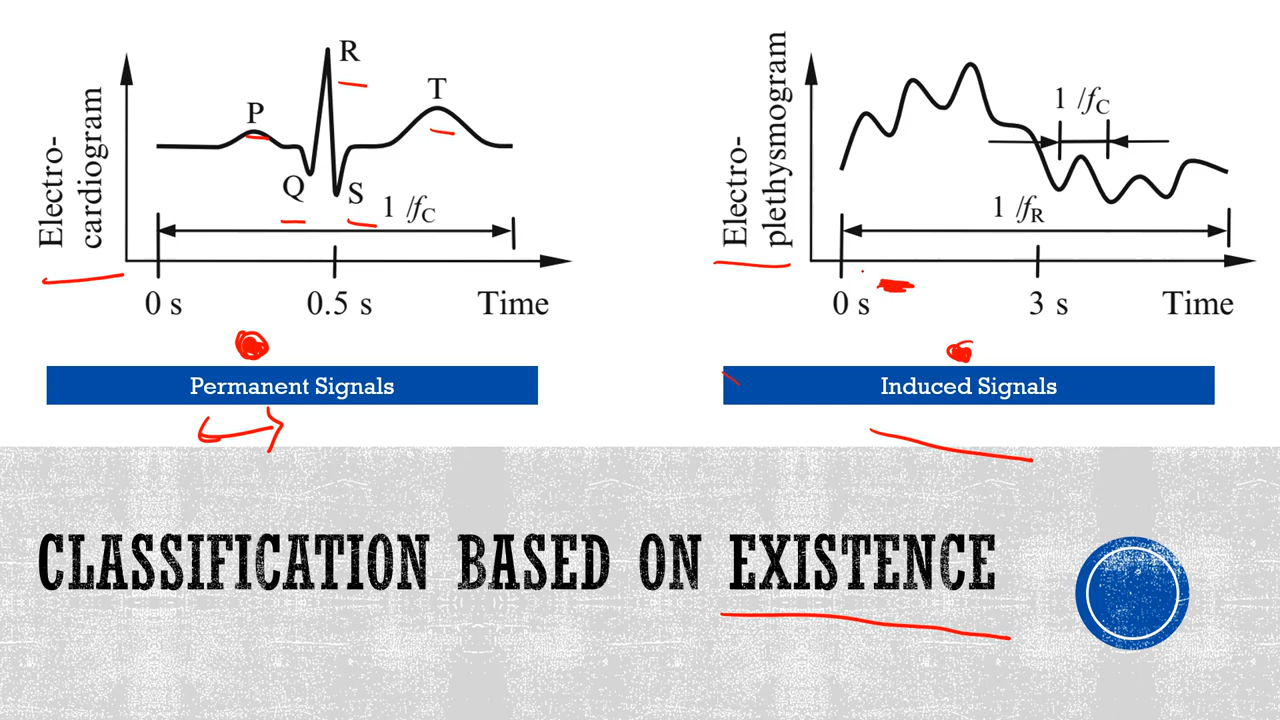 Electro-
cardiogram
P
Q
R
S
T
1 /fC
0 s
0.5 s
Time
Permanent Signals
Electro-
plethysmogram
1 /fC
1 /fR
0 s
3 s
Time
Induced Signals
CLASSIFICATION BASED ON EXISTENCE